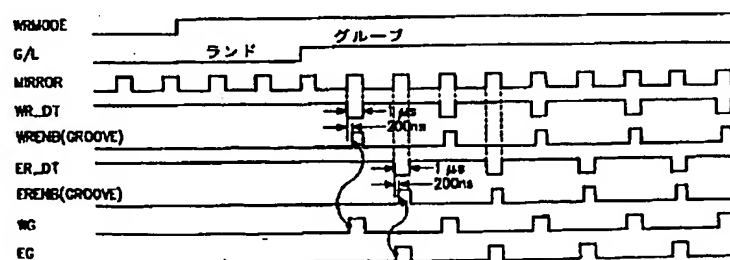 WRMODE
グループ
G/L
ランド
MIRROR
WR_DT
1μs
200ns
WRENB(GROOVE)
ER_DT
1μs
200ns
ERENB(GROOVE)
WG
EG